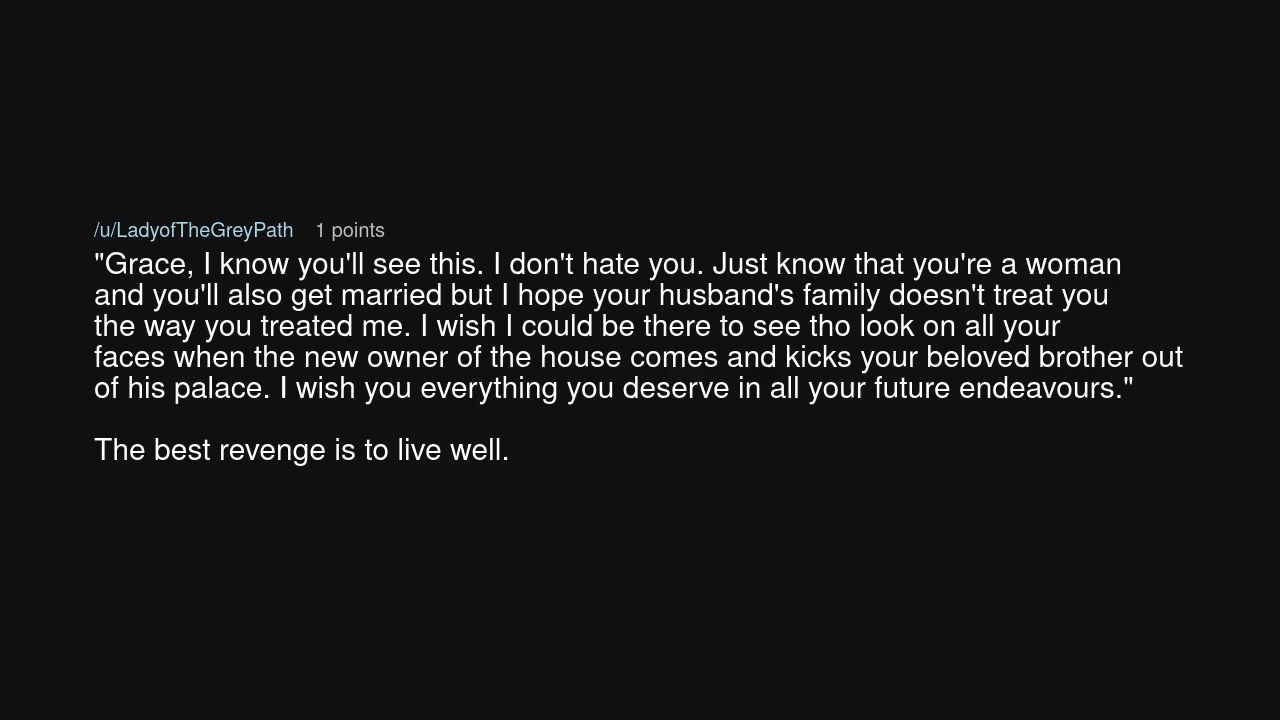 /u/LadyofTheGreyPath 1 points
"Grace, I know you'll see this. I don't hate you. Just know that you're a woman
and you'll also get married but I hope your husband's family doesn't treat you
the way you treated me. I wish I could be there to see tho look on all your
faces when the new owner of the house comes and kicks your beloved brother out
of his palace. I wish you everything you deserve in all your future endeavours."
The best revenge is to live well.